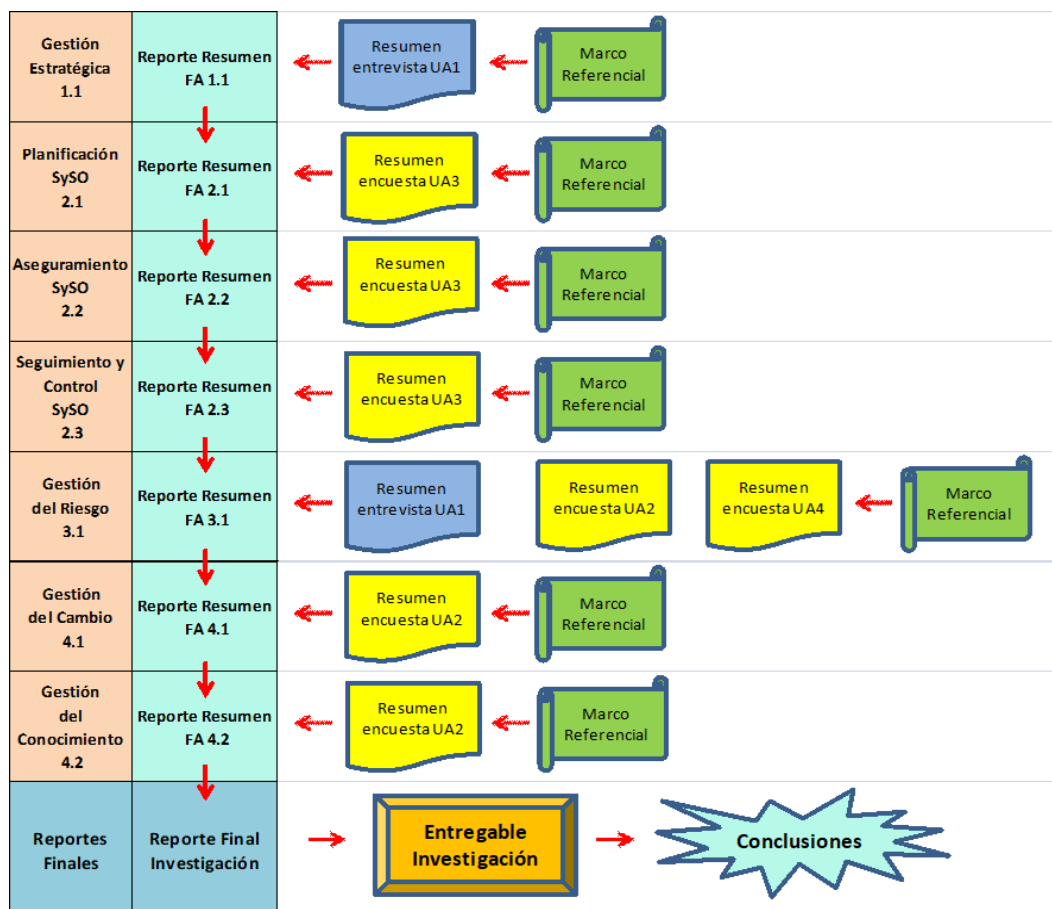 Gestión
Estratégica
1.1
Reporte Resumen
FA 1.1
Resumen
entrevista UA1
Marco
Referencial
Planificación
SySO
2.1
Reporte Resumen
FA 2.1
Resumen
encuesta UA3
Marco
Referencial
Aseguramiento
SySO
2.2
Reporte Resumen
FA 2.2
Resumen
encuesta UA3
Marco
Referencial
Seguimiento y
Control
SySO
2.3
Reporte Resumen
FA 2.3
Resumen
encuesta UA3
Marco
Referencial
Gestión
del Riesgo
3.1
Reporte Resumen
FA 3.1
Resumen
entrevista UA1
Resumen
encuesta UA2
Resumen
encuesta UA4
Marco
Referencial
Gestión
del Cambio
4.1
Reporte Resumen
FA 4.1
Resumen
encuesta UA2
Marco
Referencial
Gestión
del
Conocimiento
4.2
Reporte Resumen
FA 4.2
Resumen
encuesta UA2
Marco
Referencial
Reportes
Finales
Reporte Final
Investigación
Entregable
Investigación
Conclusiones